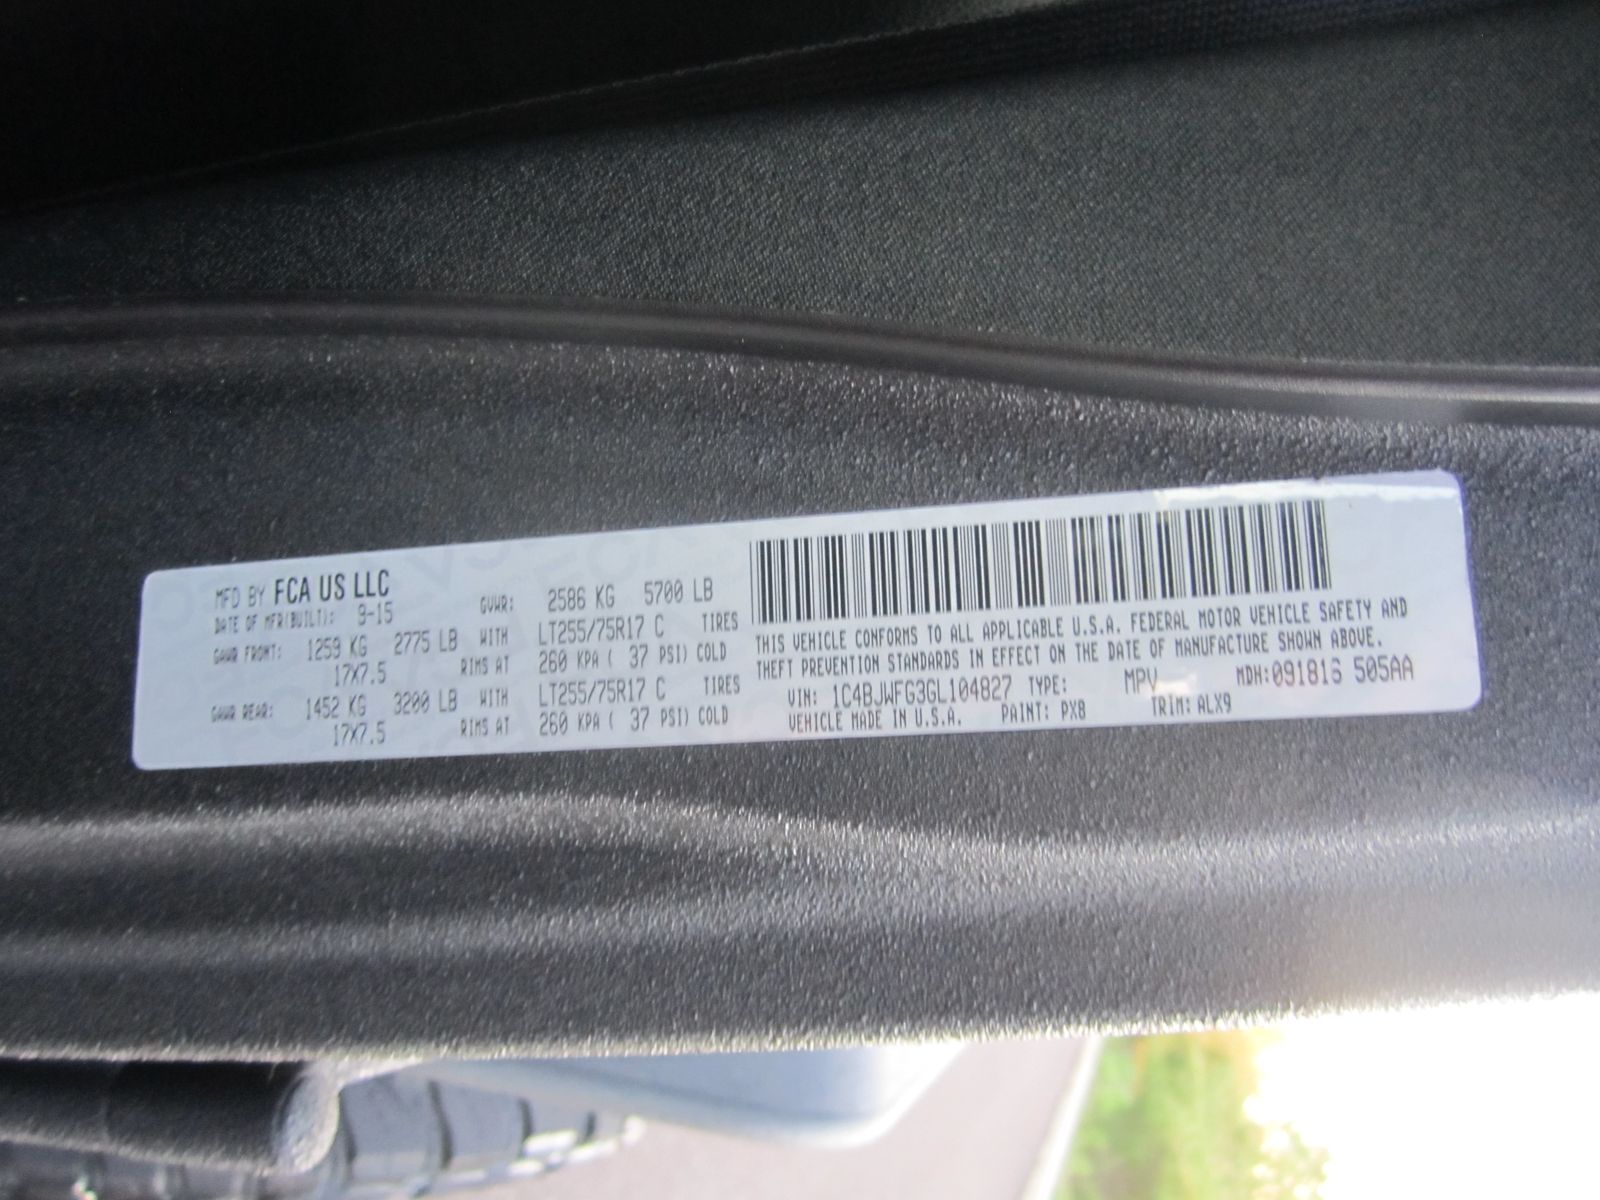 MFD BY FCA US LLC
DATE OF MFR(BUILT): 9-15 GVWR: 2586 KG 5700 LB
GAWR FRONT: 1259 KG 2775 LB WITH LT255/75R17 C TIRES
17X7.5 RIMS AT 260 KPA ( 37 PSI) COLD
GAWR REAR: 1452 KG 3200 LB WITH LT255/75R17 C TIRES
17X7.5 RIMS AT 260 KPA ( 37 PSI) COLD
THIS VEHICLE CONFORMS TO ALL APPLICABLE U.S.A. FEDERAL MOTOR VEHICLE SAFETY AND
THEFT PREVENTION STANDARDS IN EFFECT ON THE DATE OF MANUFACTURE SHOWN ABOVE.
VIN: 1C4BJWFG3GL104827 TYPE: MPV MDH:091816 505AA
VEHICLE MADE IN U.S.A. PAINT: PX8 TRIM: ALX9